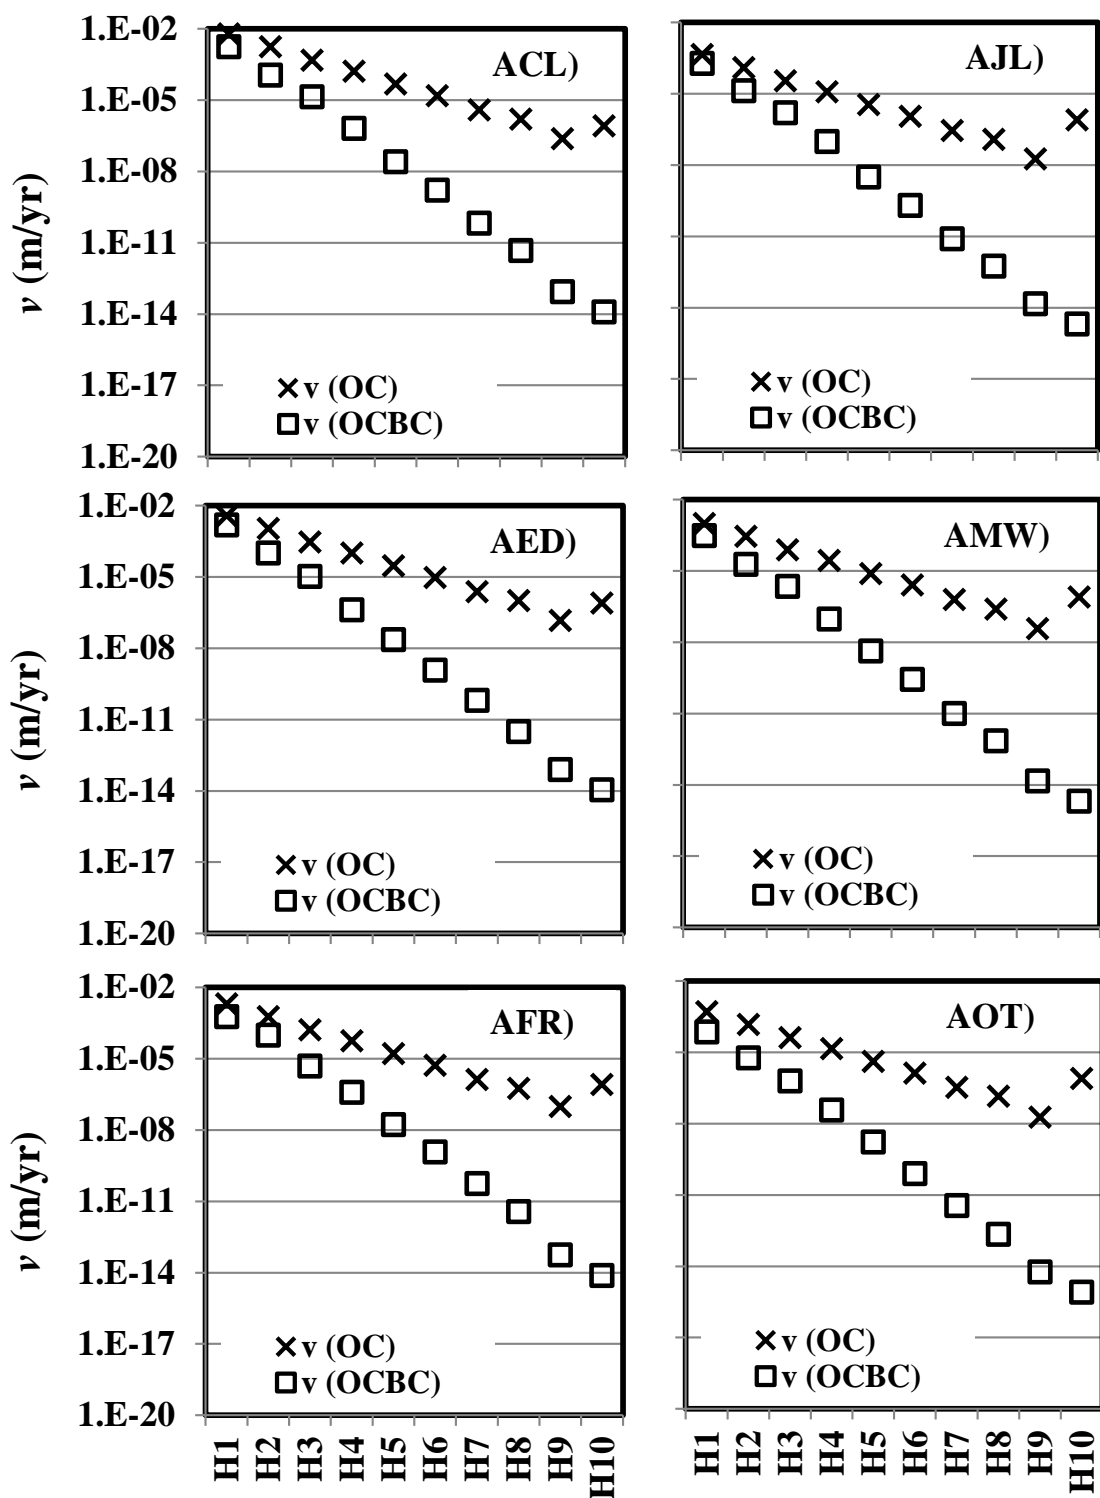 1.E-02
1.E-05
1.E-08
1.E-11
1.E-14
1.E-17
1.E-20
v (m/yr)
ACL)
v (OC)
v (OCBC)
AJL)
v (OC)
v (OCBC)
1.E-02
1.E-05
1.E-08
1.E-11
1.E-14
1.E-17
1.E-20
v (m/yr)
AED)
v (OC)
v (OCBC)
AMW)
v (OC)
v (OCBC)
1.E-02
1.E-05
1.E-08
1.E-11
1.E-14
1.E-17
1.E-20
v (m/yr)
AFR)
v (OC)
v (OCBC)
AOT)
v (OC)
v (OCBC)
H1 H2 H3 H4 H5 H6 H7 H8 H9 H10
H1 H2 H3 H4 H5 H6 H7 H8 H9 H10